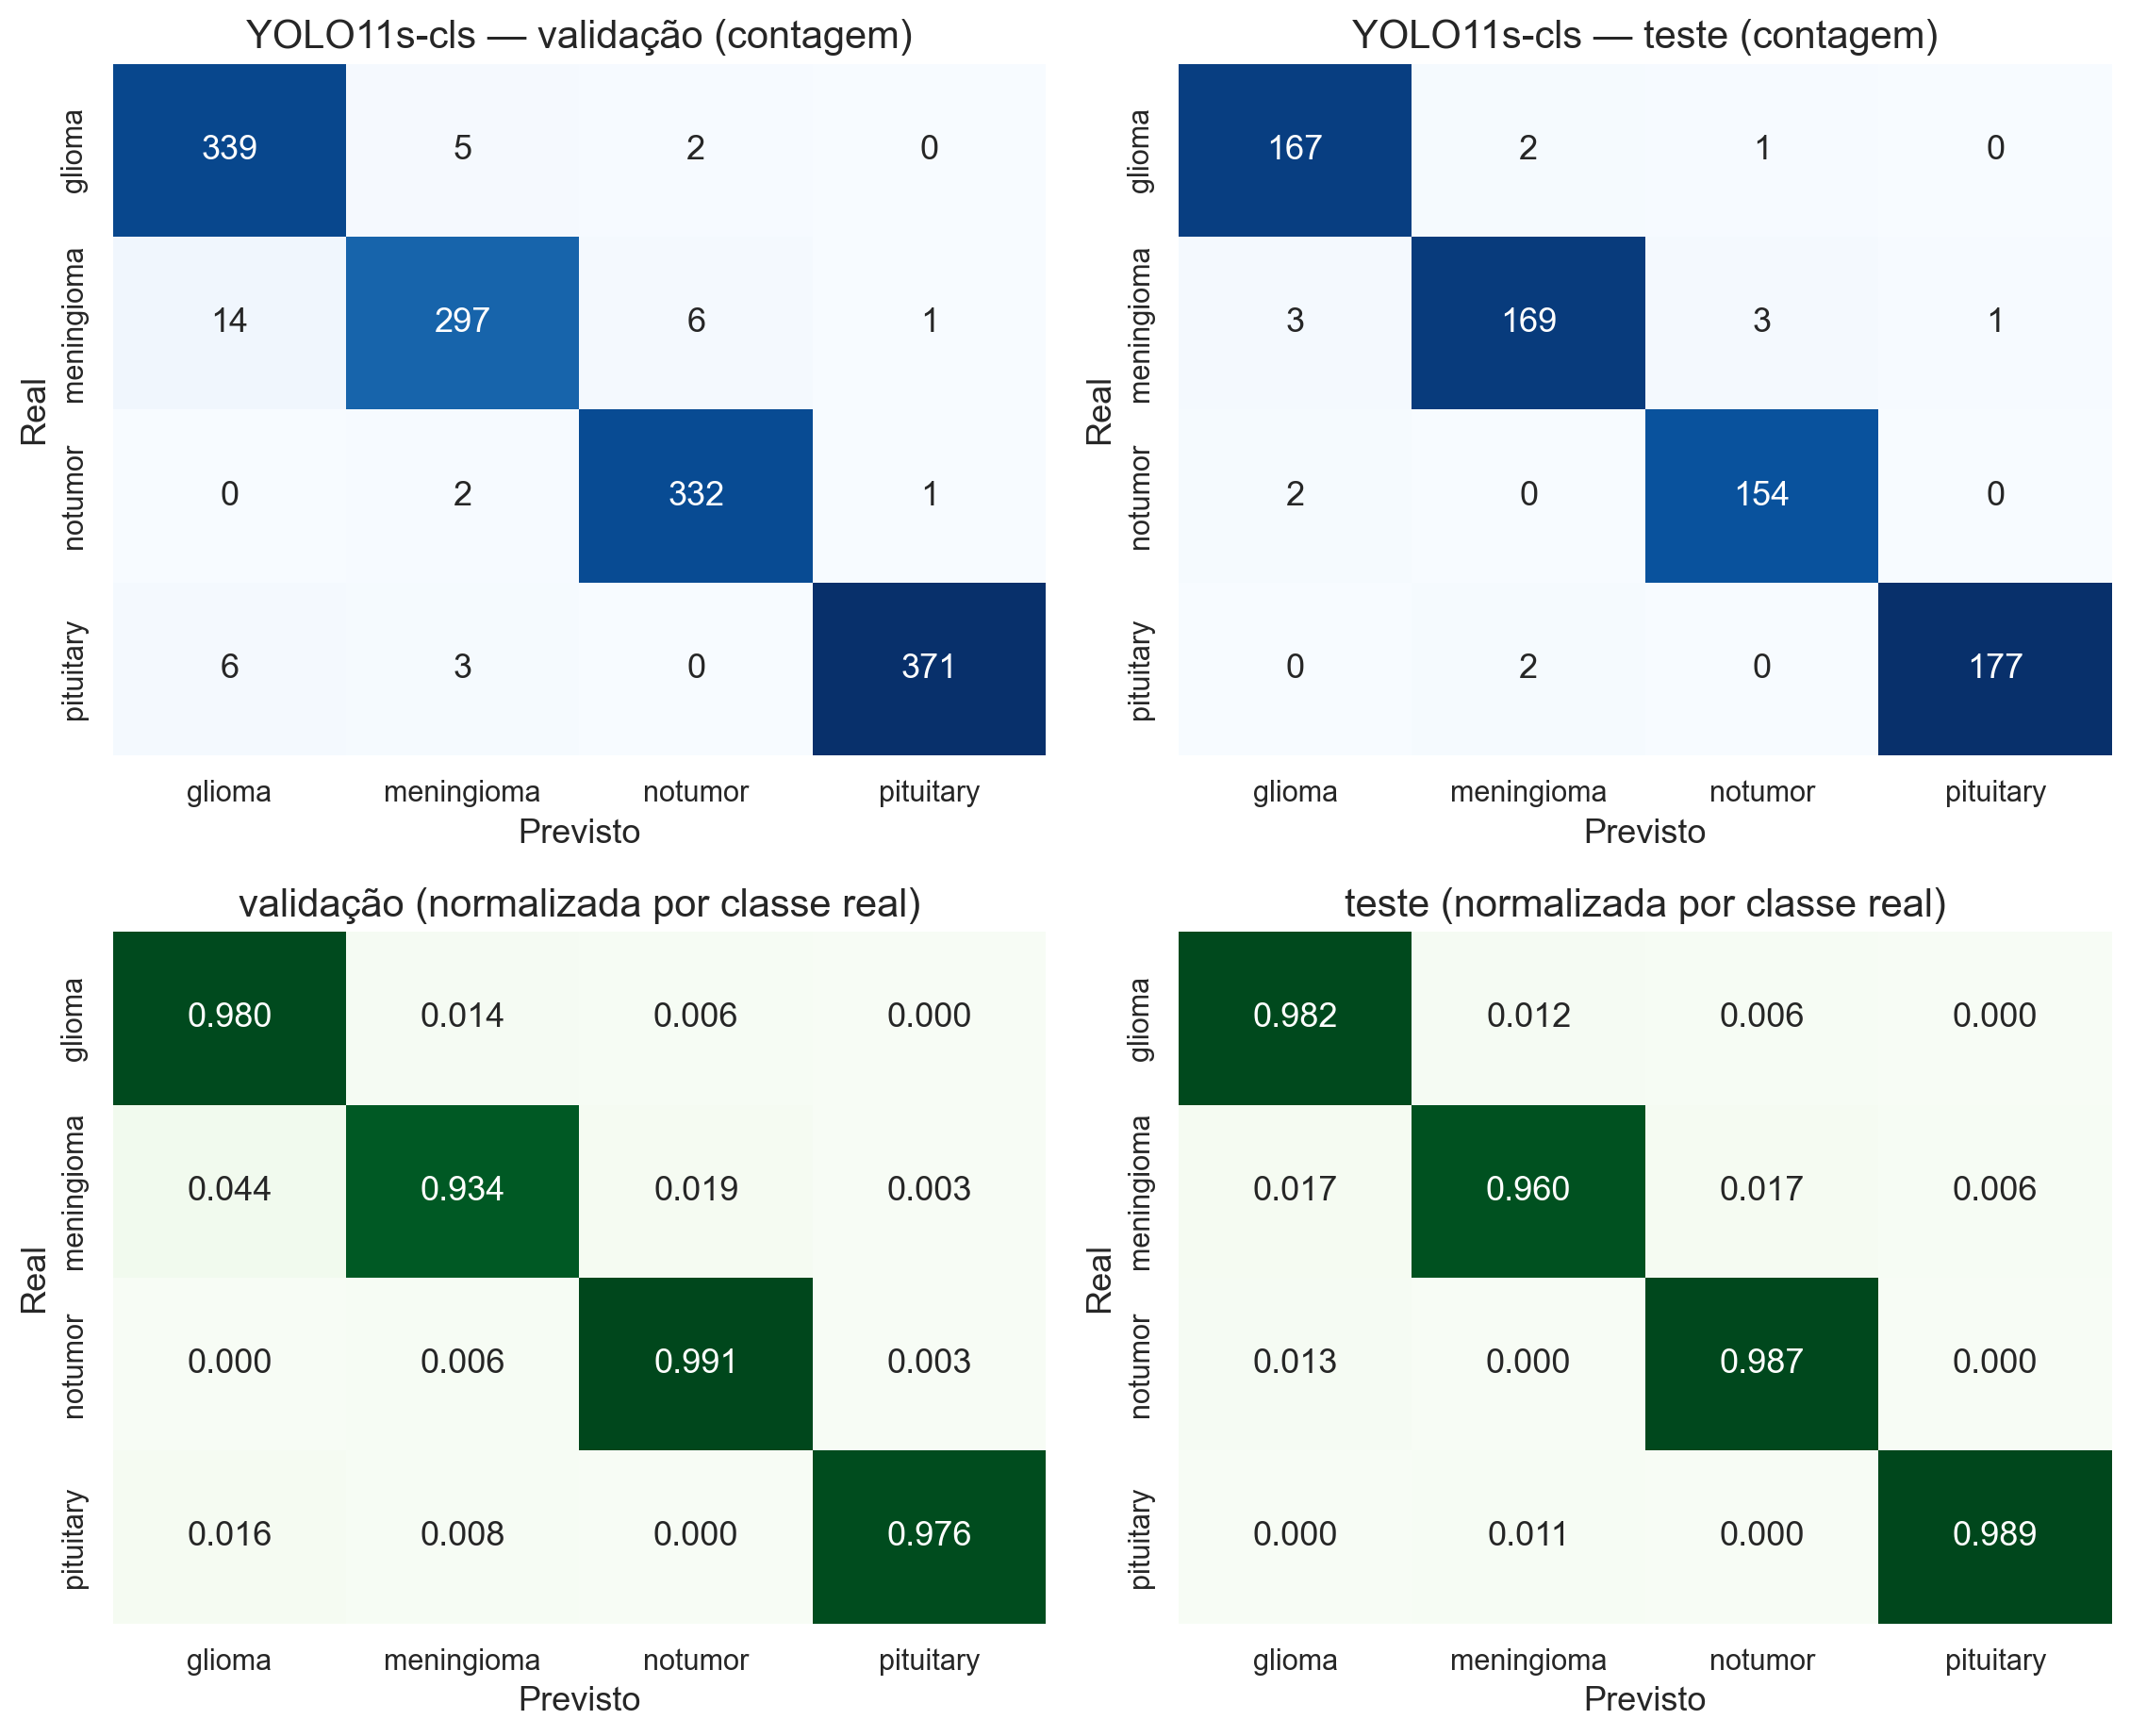 YOLO11s-cls — validação (contagem)
Real
glioma 339 5 2 0
meningioma 14 297 6 1
notumor 0 2 332 1
pituitary 6 3 0 371
glioma meningioma notumor pituitary
Previsto
YOLO11s-cls — teste (contagem)
Real
glioma 167 2 1 0
meningioma 3 169 3 1
notumor 2 0 154 0
pituitary 0 2 0 177
glioma meningioma notumor pituitary
Previsto
validação (normalizada por classe real)
Real
glioma 0.980 0.014 0.006 0.000
meningioma 0.044 0.934 0.019 0.003
notumor 0.000 0.006 0.991 0.003
pituitary 0.016 0.008 0.000 0.976
glioma meningioma notumor pituitary
Previsto
teste (normalizada por classe real)
Real
glioma 0.982 0.012 0.006 0.000
meningioma 0.017 0.960 0.017 0.006
notumor 0.013 0.000 0.987 0.000
pituitary 0.000 0.011 0.000 0.989
glioma meningioma notumor pituitary
Previsto